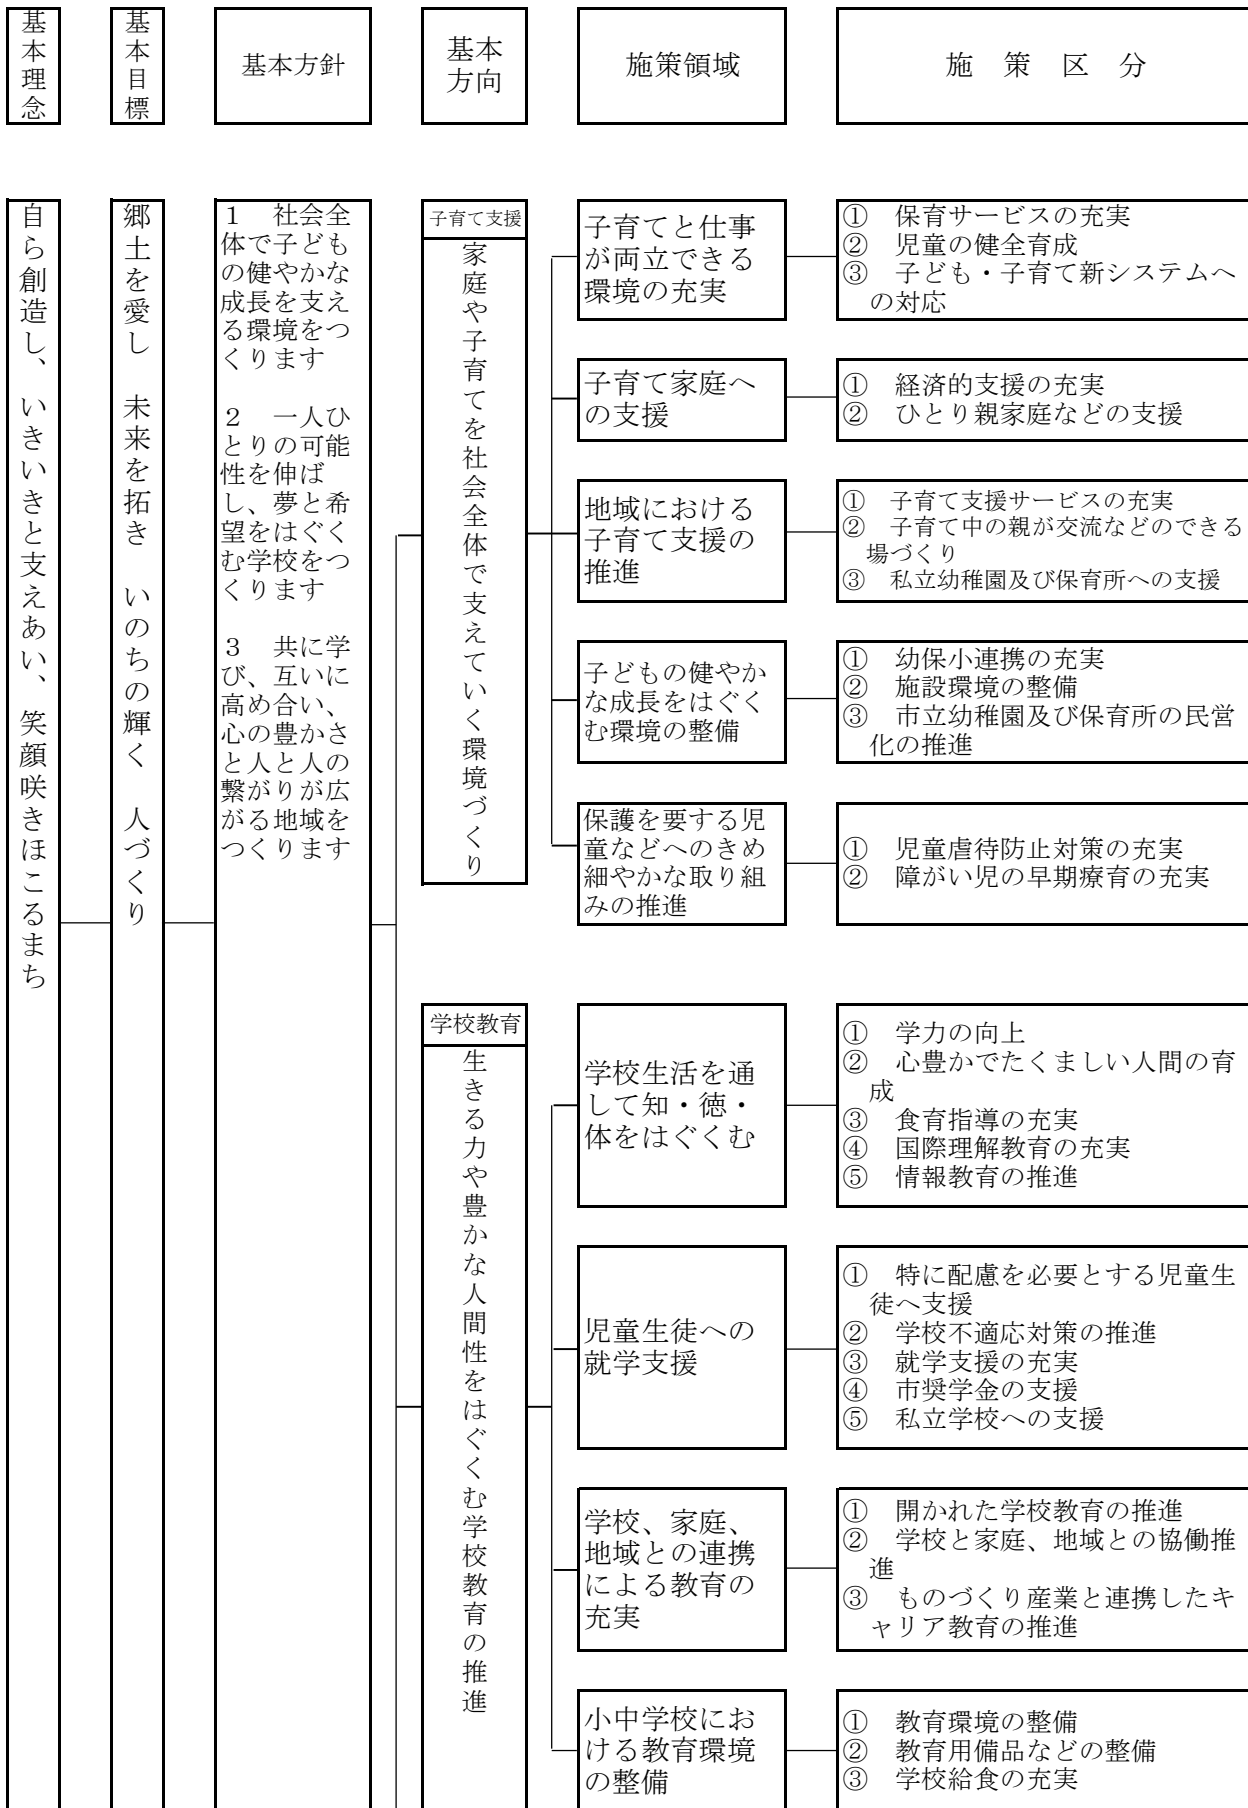 基本理念
基本目標
基本方針
基本
方向
施策領域
施　策　区　分
自ら創造し、いきいきと支えあい、笑顔咲きほこるまち
郷土を愛し　未来を拓き　いのちの輝く　人づくり
１　社会全
体で子ども
の健やかな
成長を支え
る環境をつ
くります
２　一人ひ
とりの可能
性を伸ば
し、夢と希
望をはぐく
む学校をつ
くります
３　共に学
び、互いに
高め合い、
心の豊かさ
と人と人の
繋がりが広
がる地域を
つくります
子育て支援
家庭や子育てを社会全体で支えていく環境づくり
子育てと仕事
が両立できる
環境の充実
①　保育サービスの充実
②　児童の健全育成
③　子ども・子育て新システムへ
の対応
子育て家庭へ
の支援
①　経済的支援の充実
②　ひとり親家庭などの支援
地域における
子育て支援の
推進
①　子育て支援サービスの充実
②　子育て中の親が交流などのできる
場づくり
③　私立幼稚園及び保育所への支援
子どもの健やか
な成長をはぐく
む環境の整備
①　幼保小連携の充実
②　施設環境の整備
③　市立幼稚園及び保育所の民営
化の推進
保護を要する児
童などへのきめ
細やかな取り組
みの推進
①　児童虐待防止対策の充実
②　障がい児の早期療育の充実
学校教育
生きる力や豊かな人間性をはぐくむ学校教育の推進
学校生活を通
して知・徳・
体をはぐくむ
①　学力の向上
②　心豊かでたくましい人間の育
成
③　食育指導の充実
④　国際理解教育の充実
⑤　情報教育の推進
児童生徒への
就学支援
①　特に配慮を必要とする児童生
徒へ支援
②　学校不適応対策の推進
③　就学支援の充実
④　市奨学金の支援
⑤　私立学校への支援
学校、家庭、
地域との連携
による教育の
充実
①　開かれた学校教育の推進
②　学校と家庭、地域との協働推
進
③　ものづくり産業と連携したキ
ャリア教育の推進
小中学校にお
ける教育環境
の整備
①　教育環境の整備
②　教育用備品などの整備
③　学校給食の充実